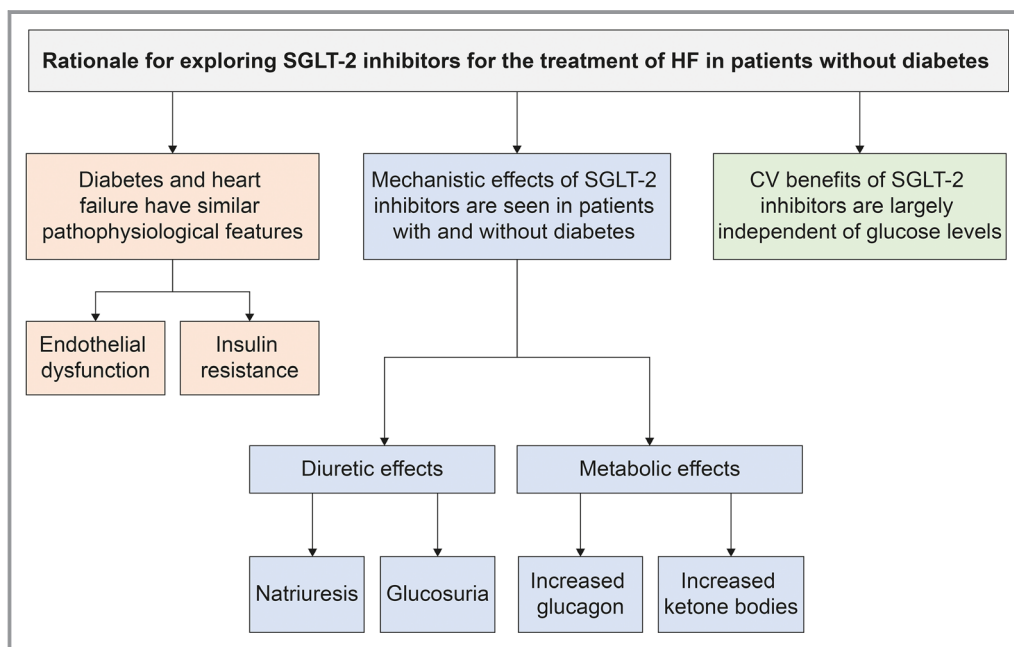 Rationale for exploring SGLT-2 inhibitors for the treatment of HF in patients without diabetes
Diabetes and heart
failure have similar
pathophysiological features
Mechanistic effects of SGLT-2
inhibitors are seen in patients
with and without diabetes
CV benefits of SGLT-2
inhibitors are largely
independent of glucose levels
Endothelial
dysfunction
Insulin
resistance
Diuretic effects
Metabolic effects
Natriuresis
Glucosuria
Increased
glucagon
Increased
ketone bodies